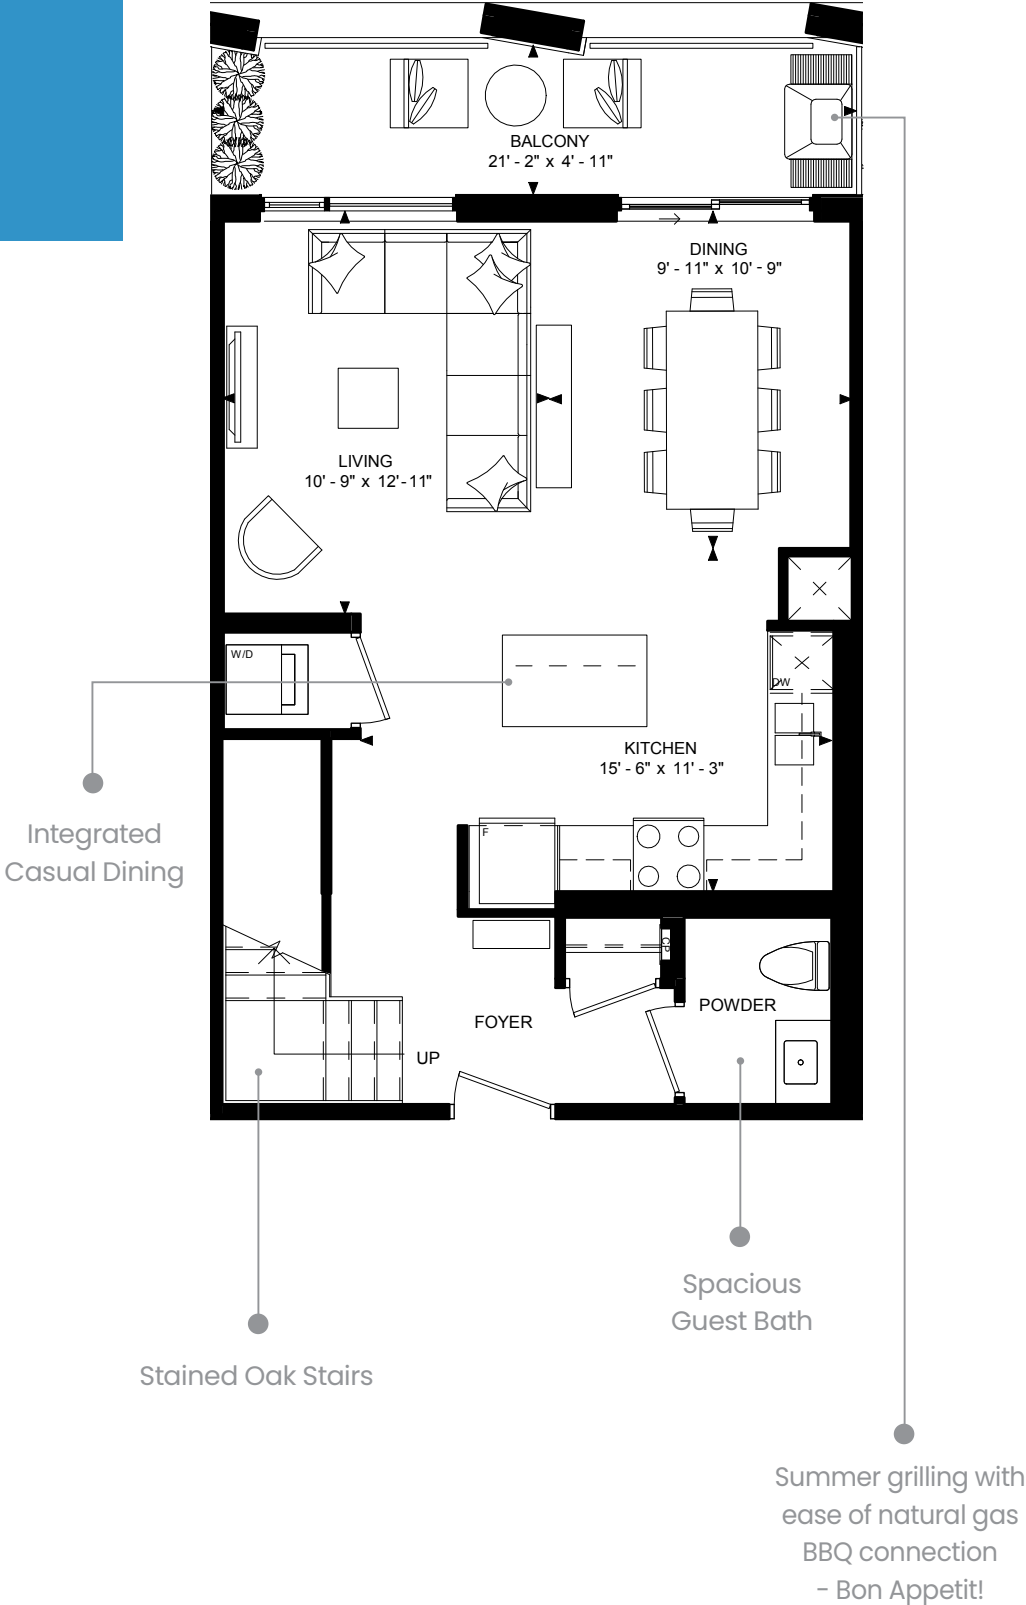 BALCONY
21' - 2" x 4' - 11"
DINING
9' - 11" x 10' - 9"
LIVING
10' - 9" x 12' - 11"
W/D
DW
KITCHEN
15' - 6" x 11' - 3"
Integrated
Casual Dining
F
CP
POWDER
FOYER
UP
Spacious
Guest Bath
Stained Oak Stairs
Summer grilling with
ease of natural gas
BBQ connection
- Bon Appetit!